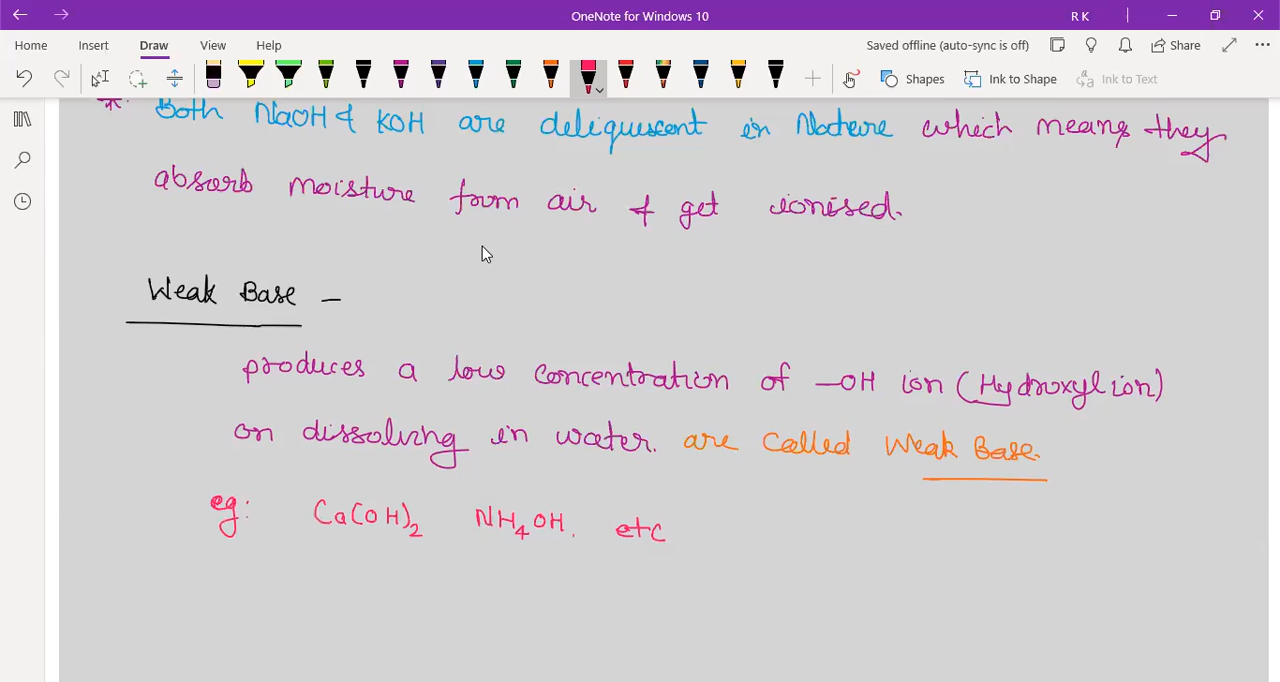 OneNote for Windows 10
R K
Home Insert Draw View Help
Saved offline (auto-sync is off) Share
Shapes Ink to Shape Ink to Text
*. Both NaOH & KOH are deliquescent in Nature which means they
absorb moisture from air & get ionised.
Weak Base –
produces a low concentration of –OH ion (Hydroxyl ion)
on dissolving in water. are called Weak Base.
eg: Ca(OH)2 NH4OH. etc